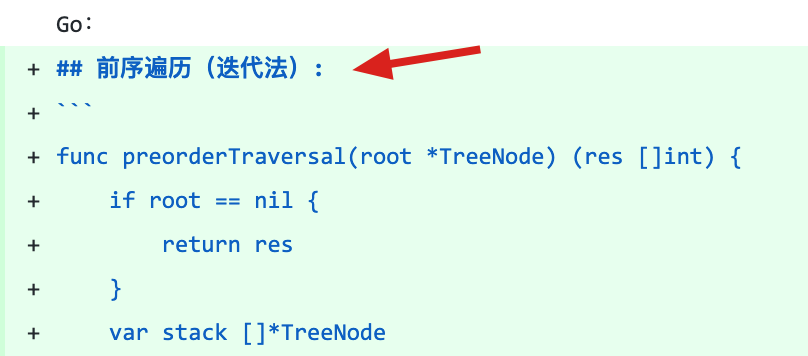 Go：
+ ## 前序遍历（迭代法）:
+ ```
+ func preorderTraversal(root *TreeNode) (res []int) {
+     if root == nil {
+         return res
+     }
+     var stack []*TreeNode